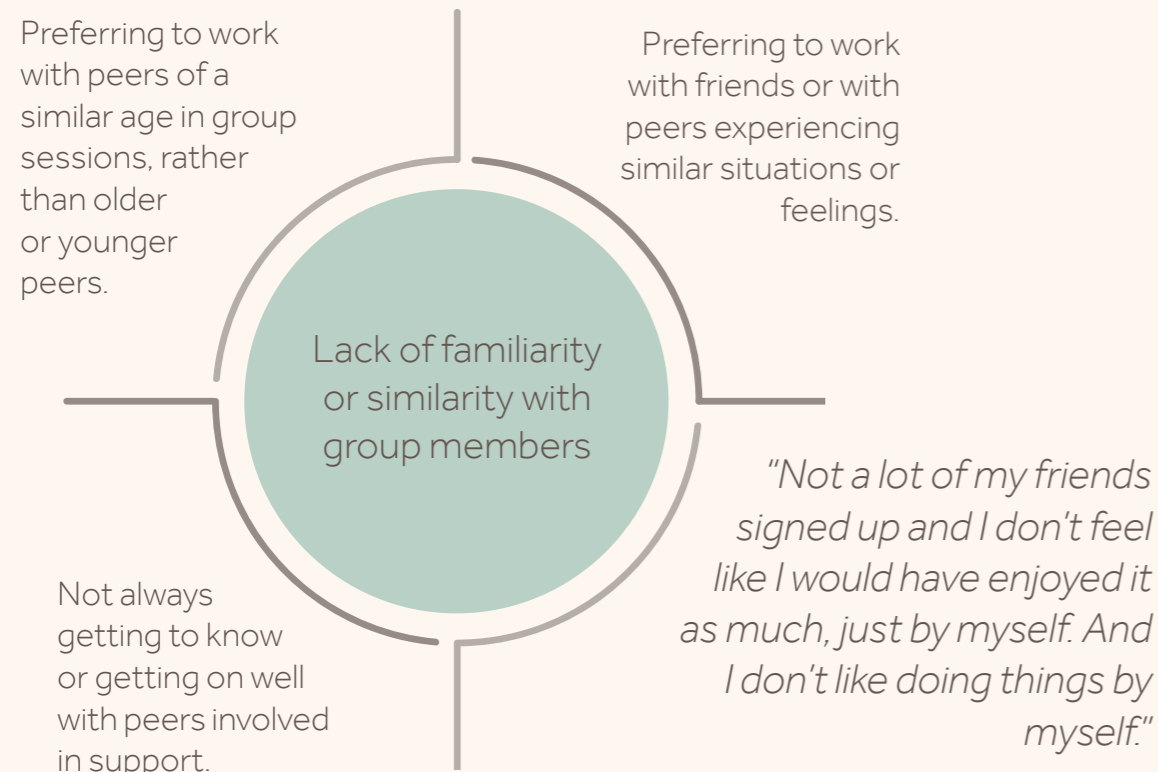 Preferring to work
with peers of a
similar age in group
sessions, rather
than older
or younger
peers.
Preferring to work
with friends or with
peers experiencing
similar situations or
feelings.
Lack of familiarity
or similarity with
group members
"Not a lot of my friends
signed up and I don't feel
like I would have enjoyed it
as much, just by myself. And
I don't like doing things by
myself."
Not always
getting to know
or getting on well
with peers involved
in support.